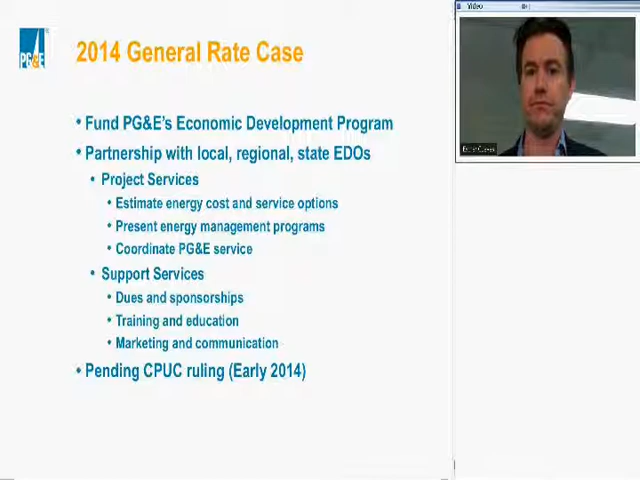 PG&E
2014 General Rate Case
Video
• Fund PG&E's Economic Development Program
• Partnership with local, regional, state EDOs
• Project Services
• Estimate energy cost and service options
• Present energy management programs
• Coordinate PG&E service
• Support Services
• Dues and sponsorships
• Training and education
• Marketing and communication
• Pending CPUC ruling (Early 2014)